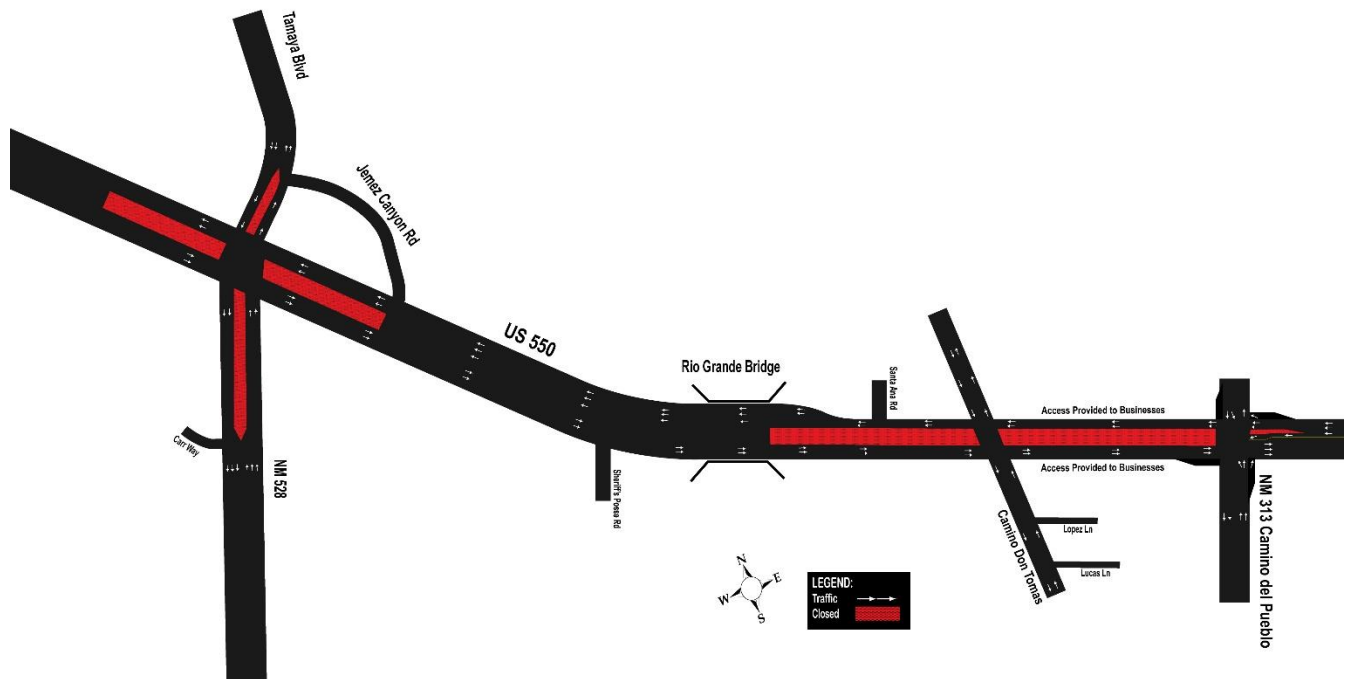 Tamaya Blvd
Jemez Canyon Rd
US 550
Rio Grande Bridge
Santa Ana Rd
Access Provided to Businesses
Access Provided to Businesses
Carr Way
NM 528
Sheriff's Possa Rd
Camino Don Tomas
Lopez Ln
Lucas Ln
NM 313 Camino del Pueblo
N
E
W
S
LEGEND:
Traffic
Closed